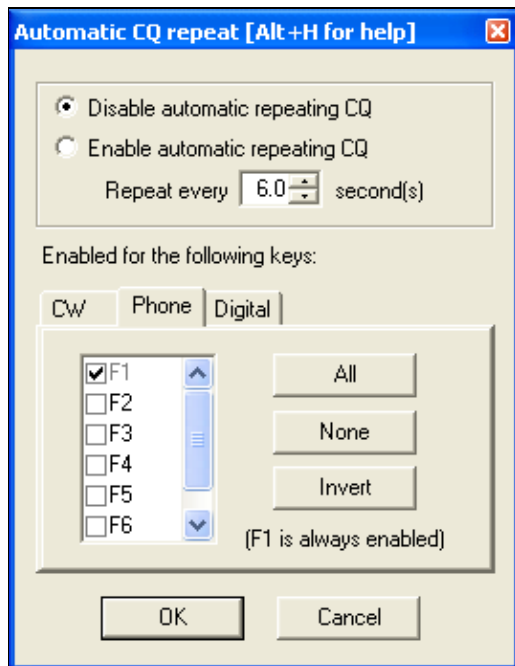 Automatic CQ repeat [Alt+H for help]
Disable automatic repeating CQ
Enable automatic repeating CQ
Repeat every 6.0 second(s)
Enabled for the following keys:
CW Phone Digital
F1 All
F2
F3 None
F4
F5 Invert
F6
(F1 is always enabled)
OK Cancel